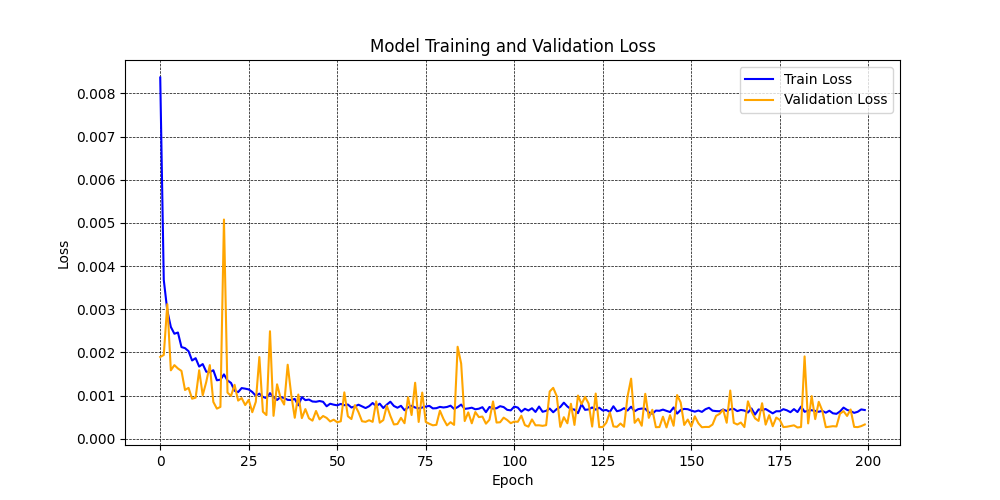 Model Training and Validation Loss
Train Loss
Validation Loss
0.008
0.007
0.006
0.005
0.004
0.003
0.002
0.001
0.000
Loss
0 25 50 75 100 125 150 175 200
Epoch